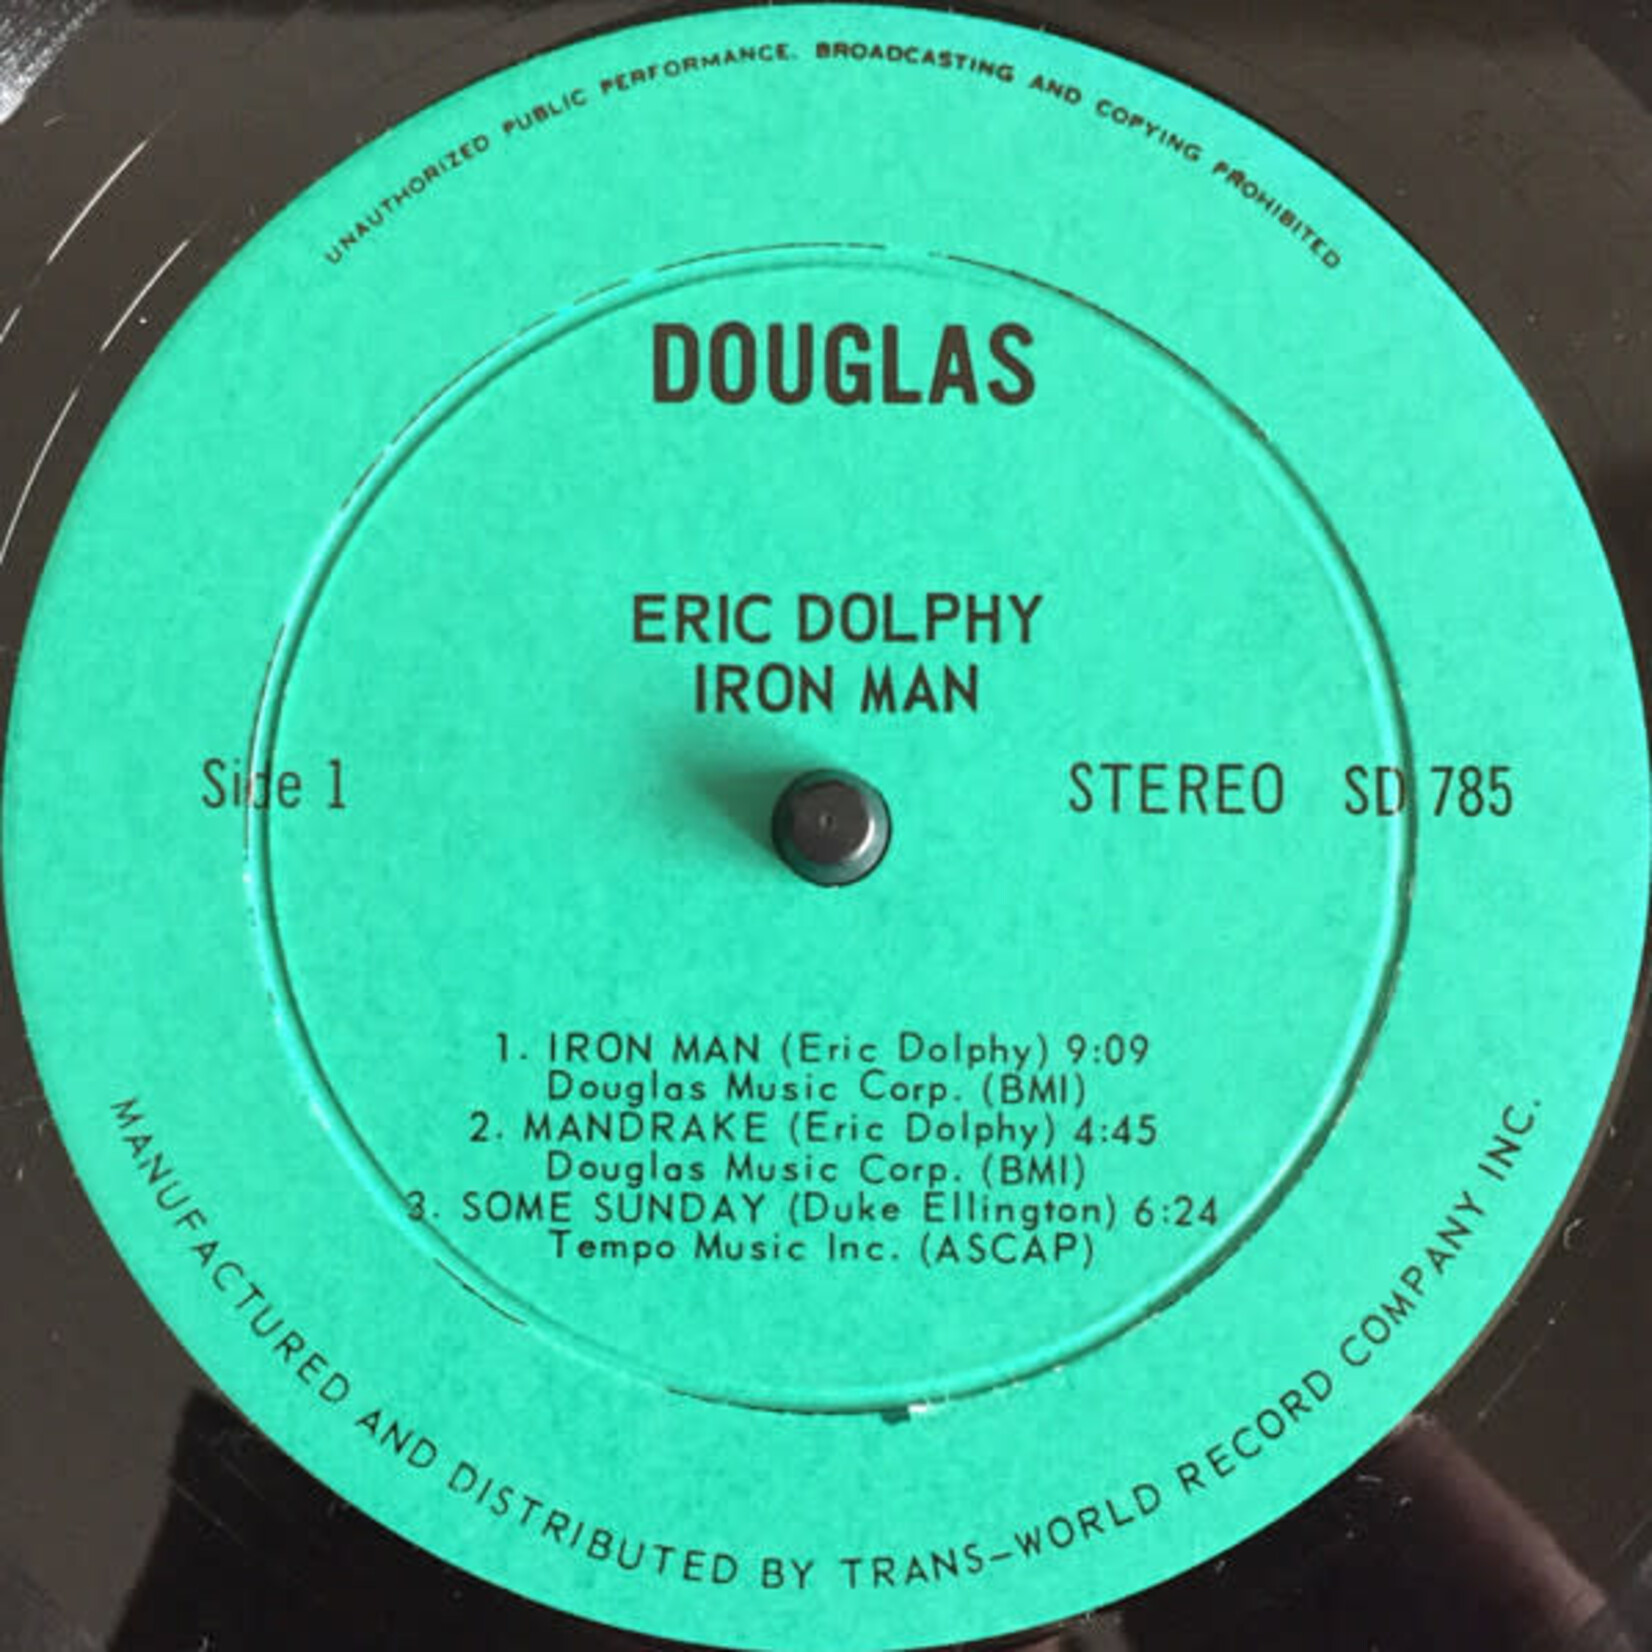 UNAUTHORIZED PUBLIC PERFORMANCE. BROADCASTING AND COPYING PROHIBITED
DOUGLAS
ERIC DOLPHY
IRON MAN
Side 1
STEREO SD 785
1. IRON MAN (Eric Dolphy) 9:09
Douglas Music Corp. (BMI)
2. MANDRAKE (Eric Dolphy) 4:45
Douglas Music Corp. (BMI)
3. SOME SUNDAY (Duke Ellington) 6:24
Tempo Music Inc. (ASCAP)
MANUFACTURED AND DISTRIBUTED BY TRANS-WORLD RECORD COMPANY INC.